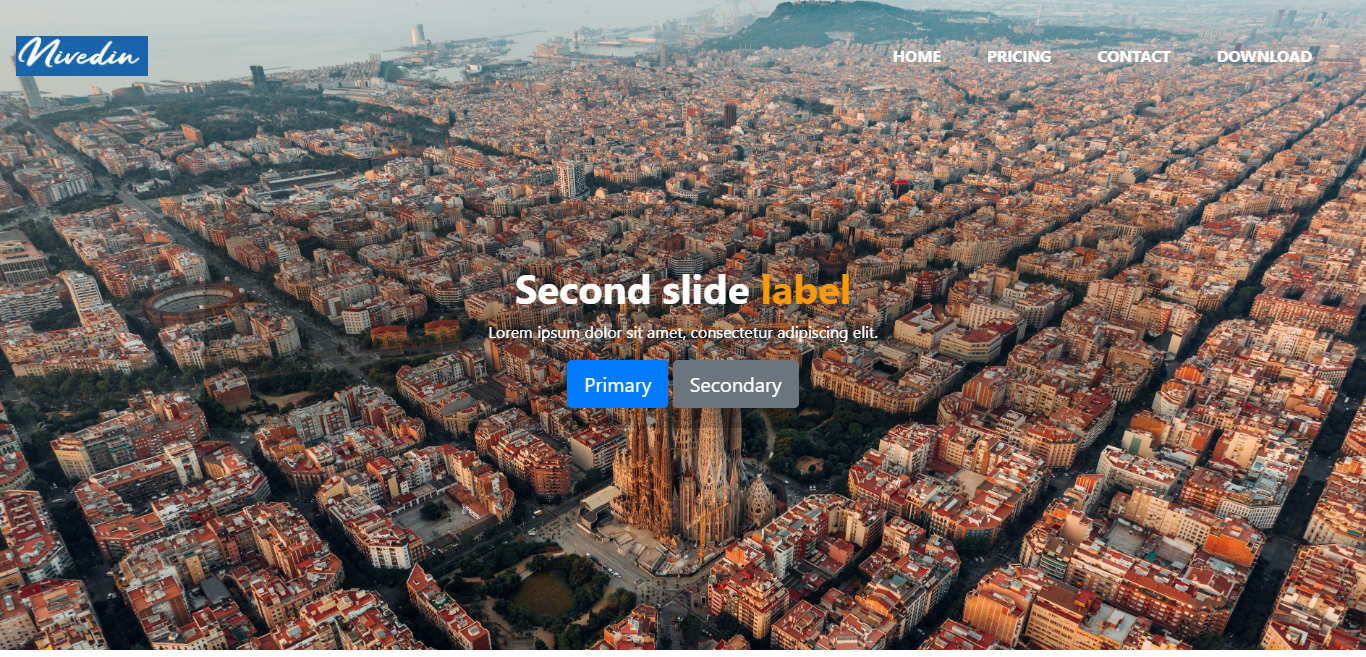 Nivedin
HOME PRICING CONTACT DOWNLOAD
Second slide label
Lorem ipsum dolor sit amet, consectetur adipiscing elit.
Primary Secondary